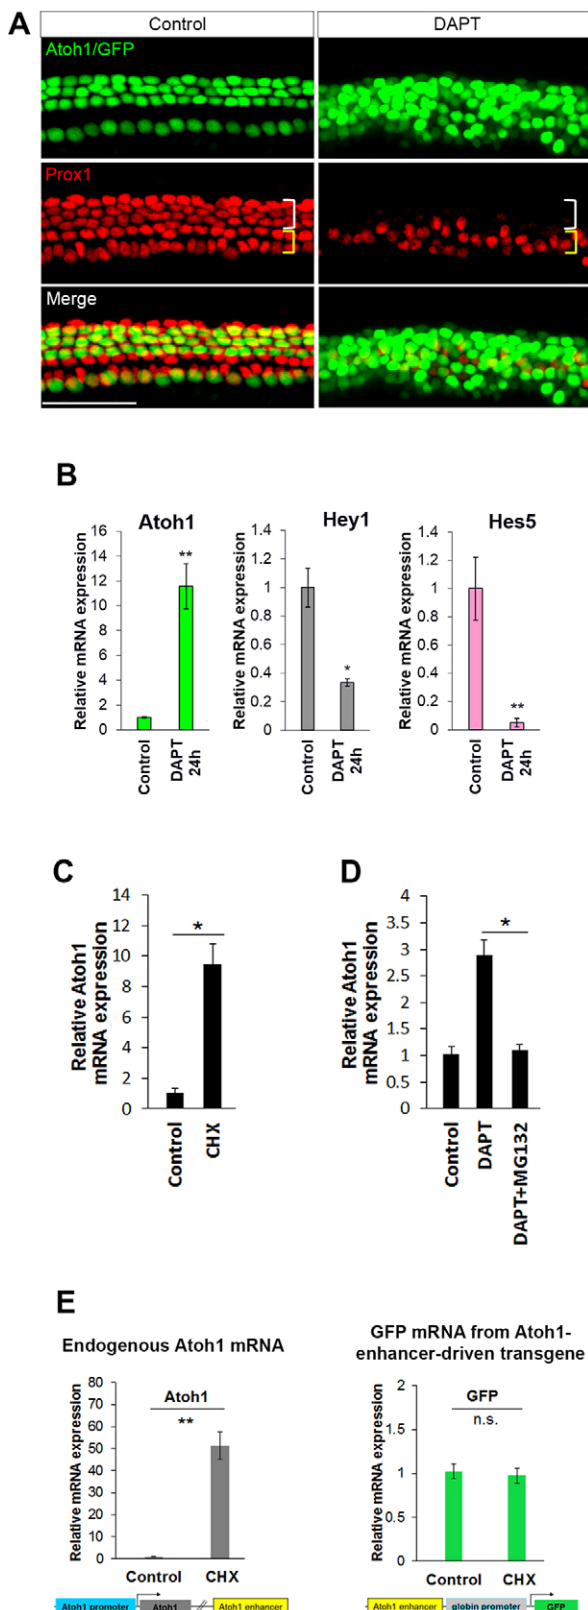 A
Control
DAPT
Atoh1/GFP
Prox1
Merge
B
Atoh1
Relative mRNA expression
16
14
12
10
8
6
4
2
0
**
Control
DAPT
24h
Hey1
Relative mRNA expression
1.4
1.2
1
0.8
0.6
0.4
0.2
0
*
Control
DAPT
24h
Hes5
Relative mRNA expression
1.4
1.2
1
0.8
0.6
0.4
0.2
0
**
Control
DAPT
24h
C
Relative Atoh1
mRNA expression
14
12
10
8
6
4
2
0
*
Control
CHX
D
Relative Atoh1
mRNA expression
4
3.5
3
2.5
2
1.5
1
0.5
0
*
Control
DAPT
DAPT+MG132
E
Endogenous Atoh1 mRNA
Relative mRNA expression
80
70
60
50
40
30
20
10
0
Atoh1
**
Control
CHX
Atoh1 promoter
Atoh1
Atoh1 enhancer
GFP mRNA from Atoh1-
enhancer-driven transgene
Relative mRNA expression
2
1.5
1
0.5
0
GFP
n.s.
Control
CHX
Atoh1 enhancer
globin promoter
GFP